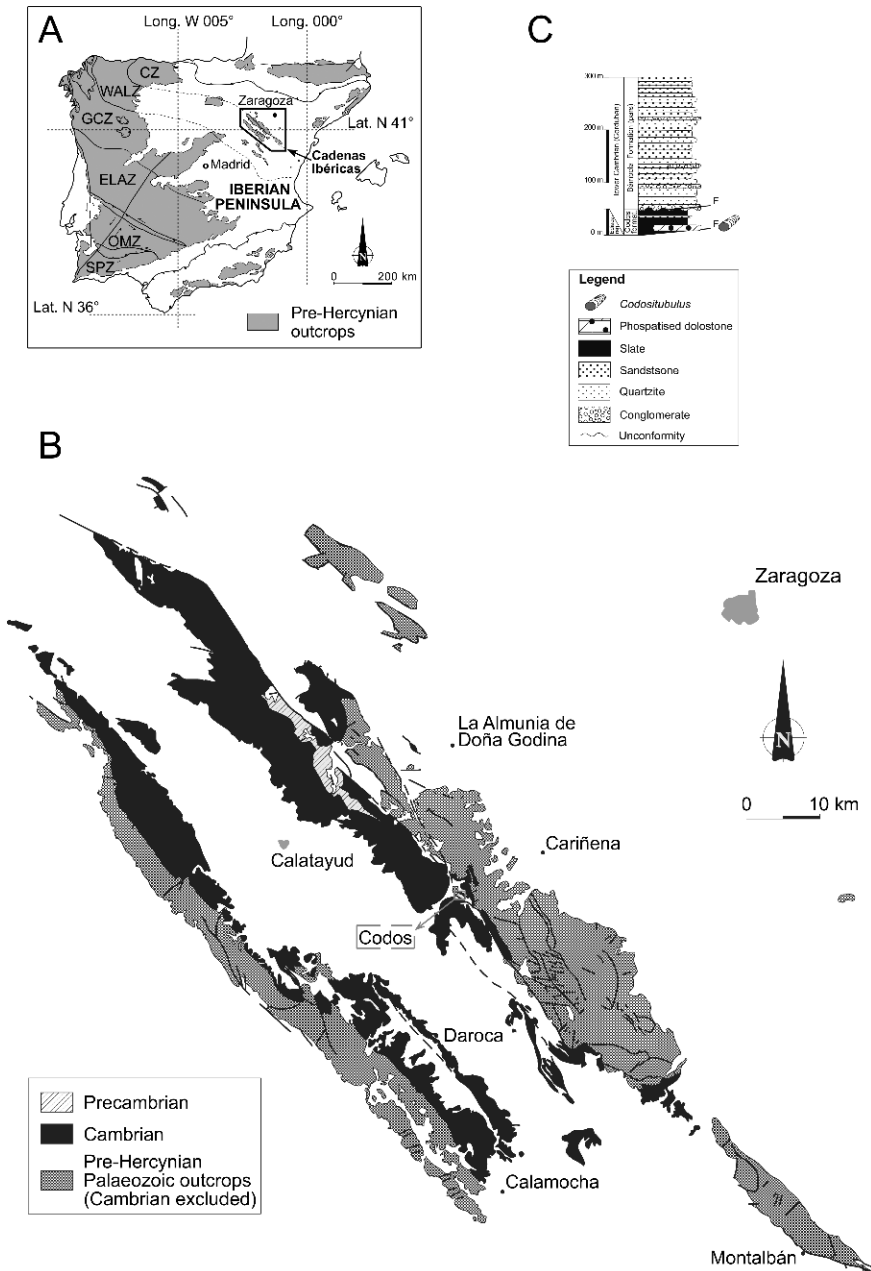 A
Long. W 005°
Long. 000°
CZ
WALZ
GCZ
Zaragoza
Lat. N 41°
Cadenas
Ibéricas
Madrid
ELAZ
IBERIAN
PENINSULA
OMZ
SPZ
N
0 200 km
Lat. N 36°
Pre-Hercynian
outcrops
C
300 m
200 m
100 m
0 m
Bámbola Formation (pars)
F
F
Legend
Codositubulus
Phospatised dolostone
Slate
Sandstsone
Quartzite
Conglomerate
Unconformity
B
Zaragoza
La Almunia de
Doña Godina
N
0 10 km
Cariñena
Calatayud
Codos
Daroca
Precambrian
Cambrian
Pre-Hercynian
Palaeozoic outcrops
(Cambrian excluded)
Calamocha
Montalbán